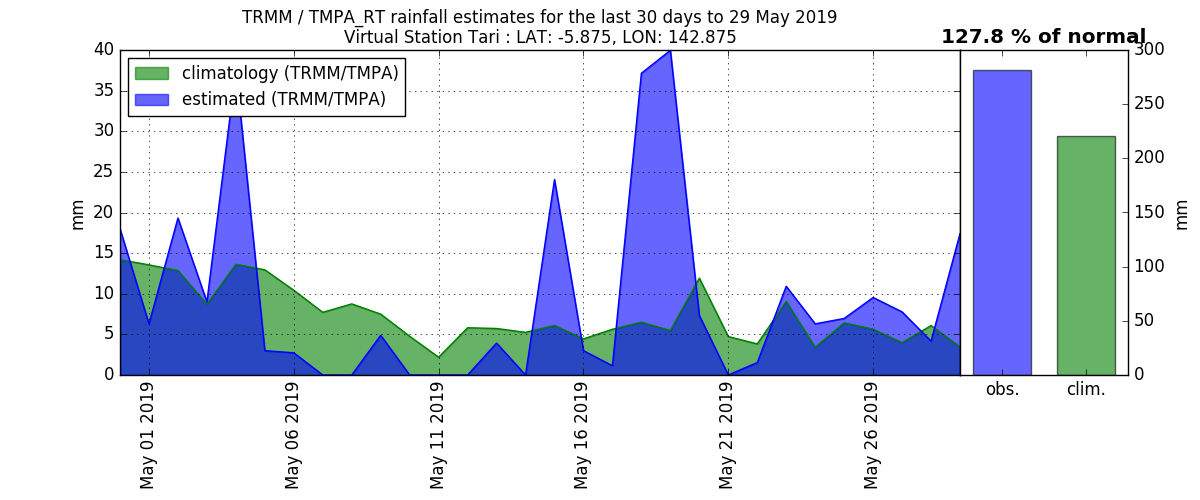 TRMM / TMPA_RT rainfall estimates for the last 30 days to 29 May 2019
Virtual Station Tari : LAT: -5.875, LON: 142.875
127.8 % of normal
climatology (TRMM/TMPA)
estimated (TRMM/TMPA)
40
35
30
25
20
15
10
5
0
mm
May 01 2019
May 06 2019
May 11 2019
May 16 2019
May 21 2019
May 26 2019
300
250
200
150
100
50
0
mm
obs.
clim.